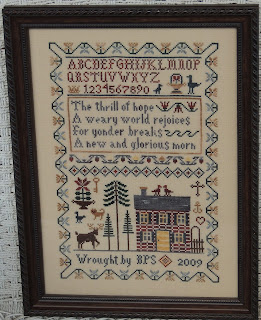 ABCDEFGHIJKLMNOP
QRSTUVWXYZ
1234567890
The thrill of hope
A weary world rejoices
For yonder breaks
A new and glorious morn
Wrought by BPS 2009